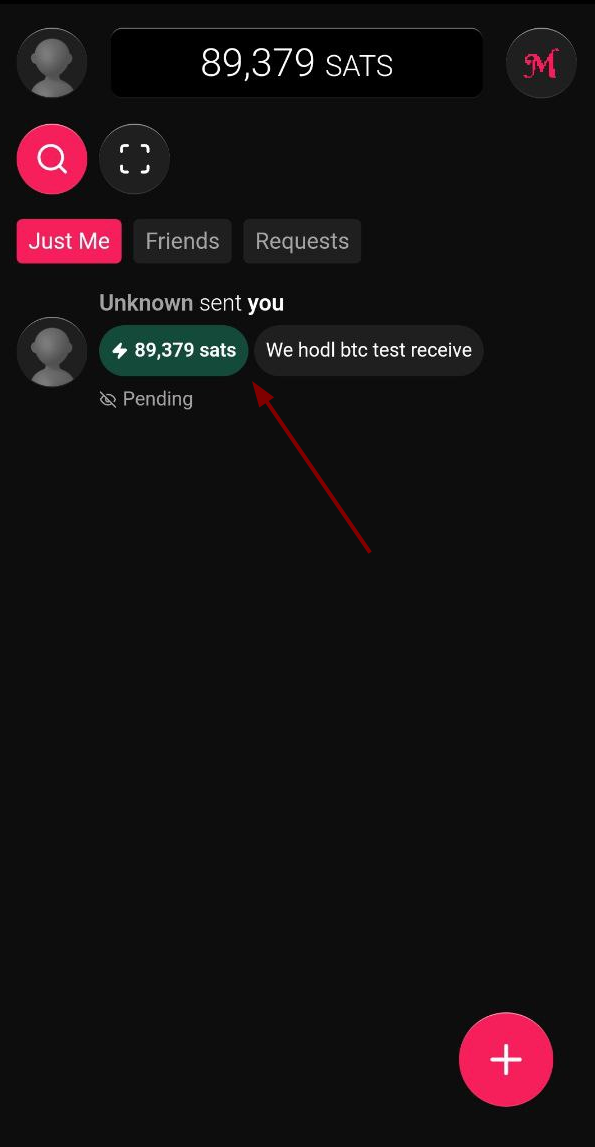 89,379 SATS
M
Just Me
Friends
Requests
Unknown sent you
89,379 sats
We hodl btc test receive
Pending